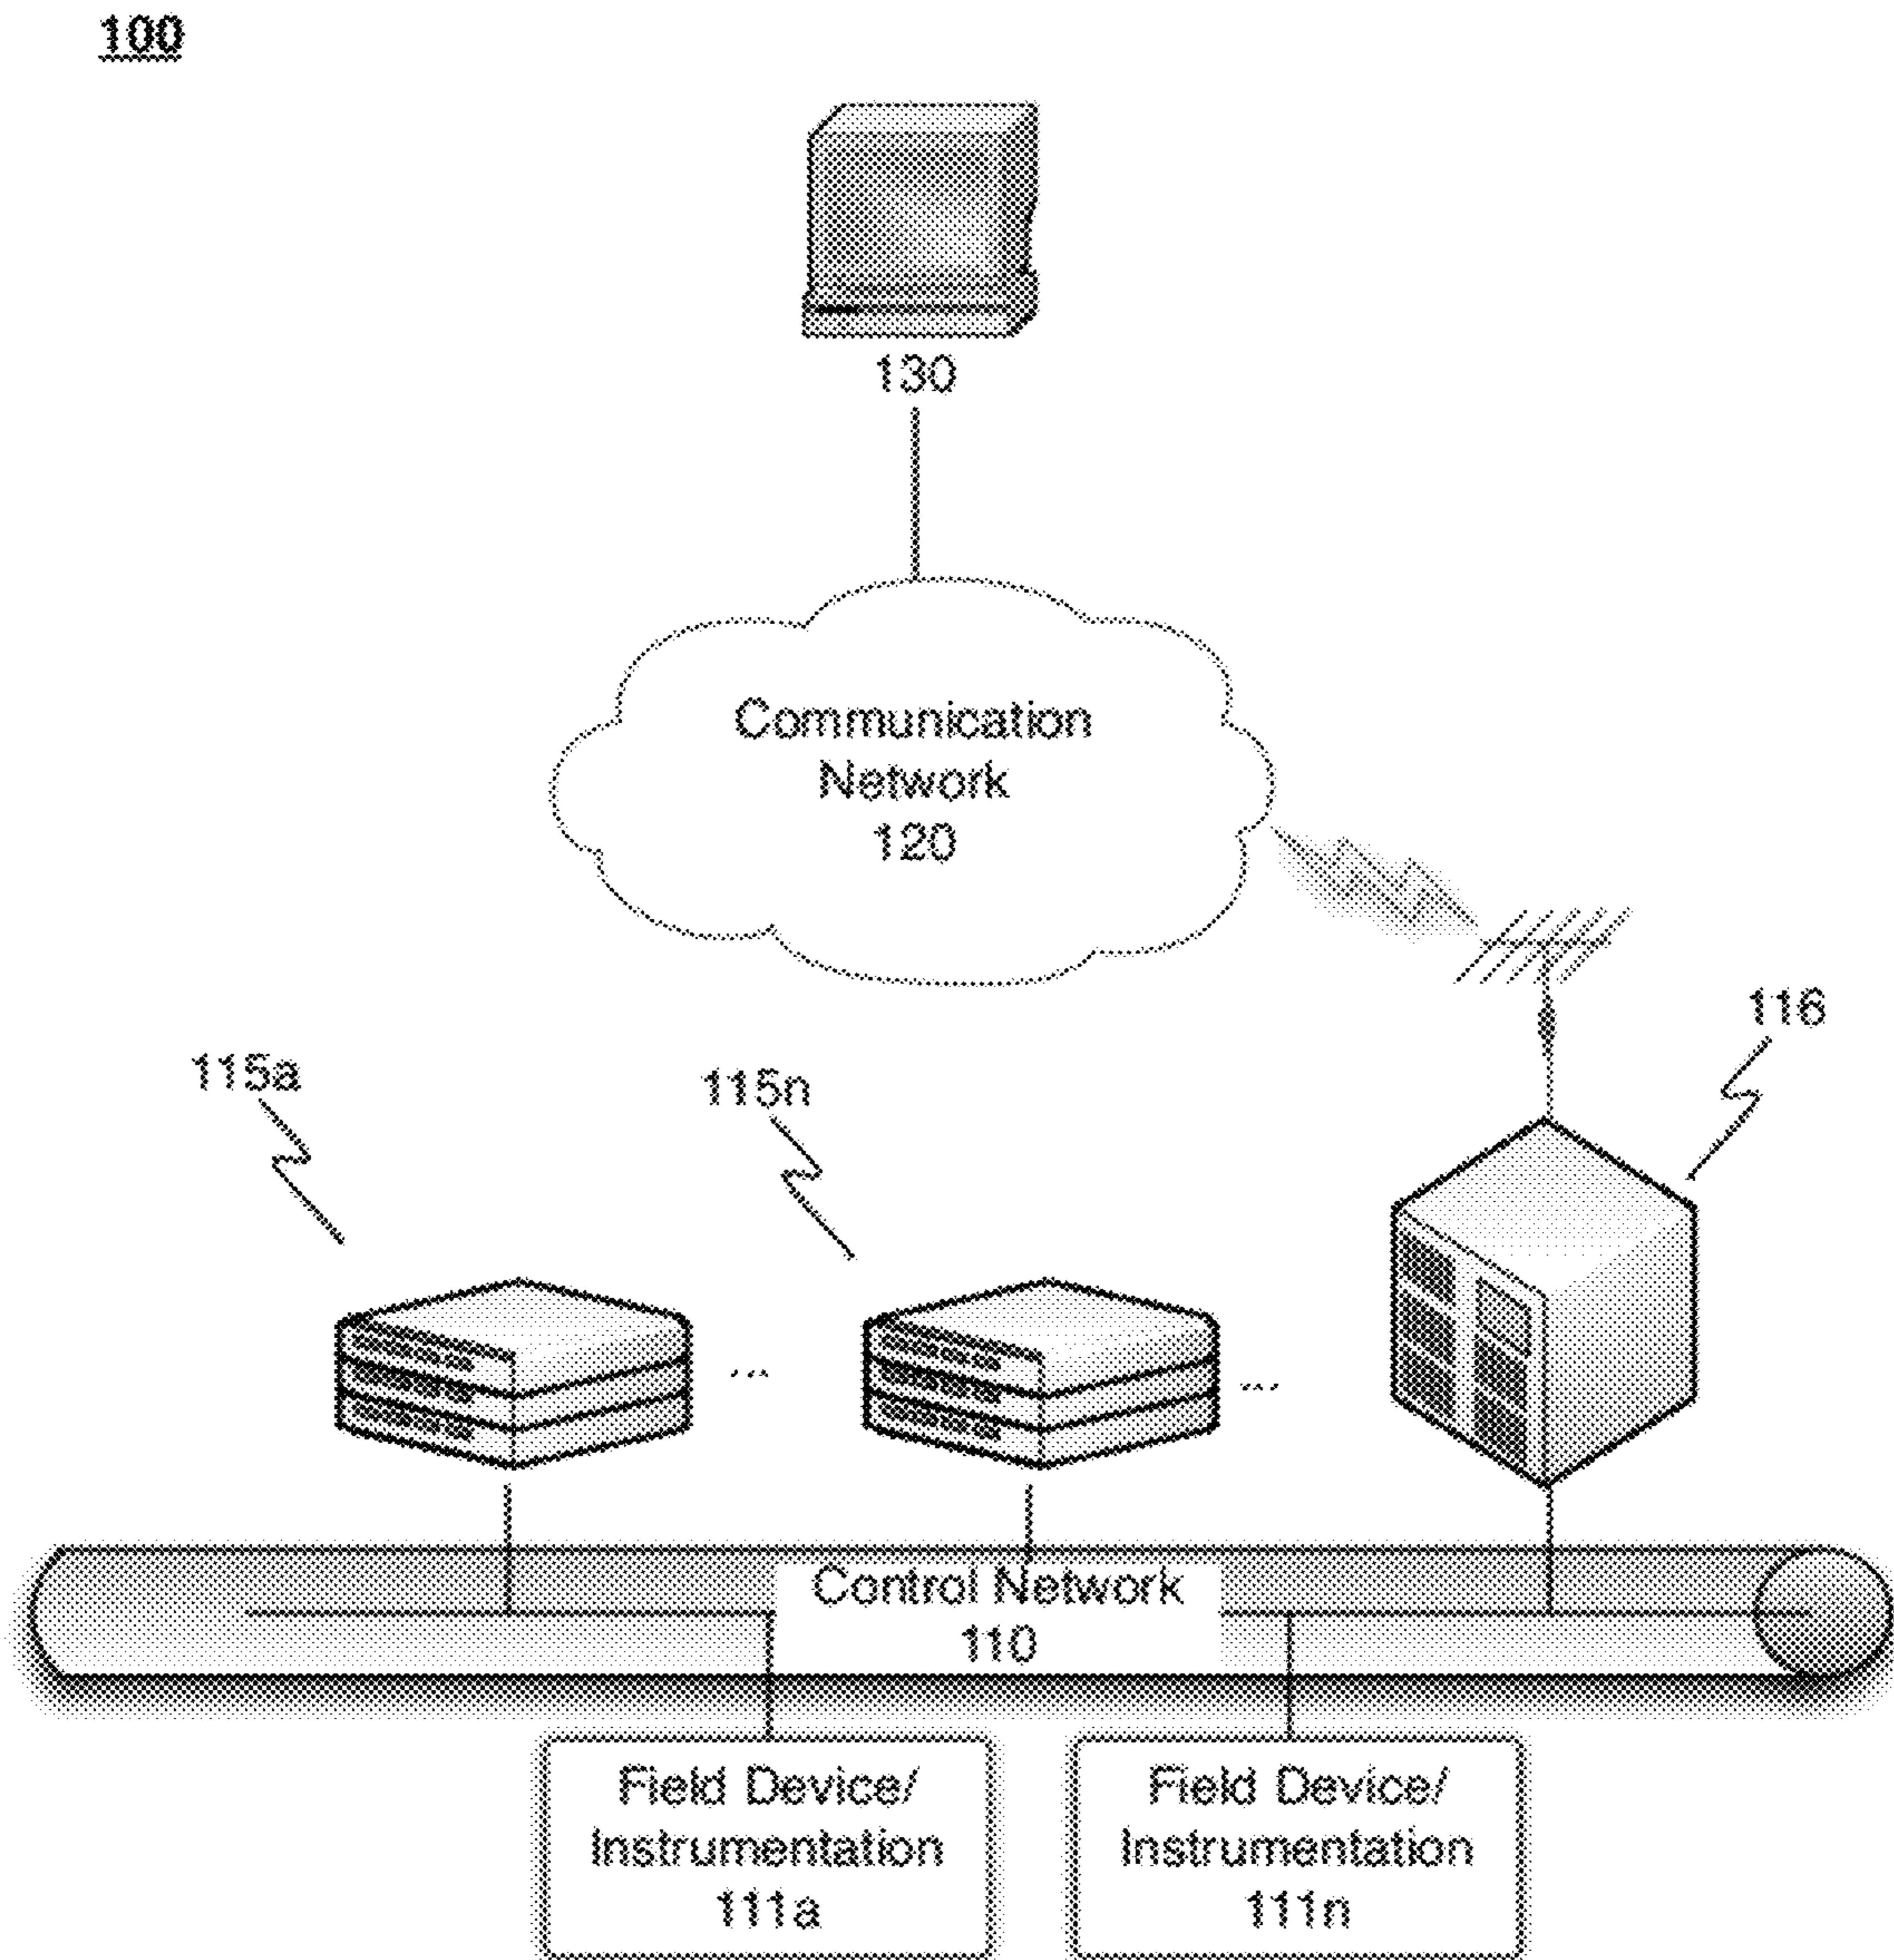 100
130
Communication
Network
120
116
115a
115n
...
...
Control Network
110
Field Device/
Instrumentation
111a
Field Device/
Instrumentation
111n